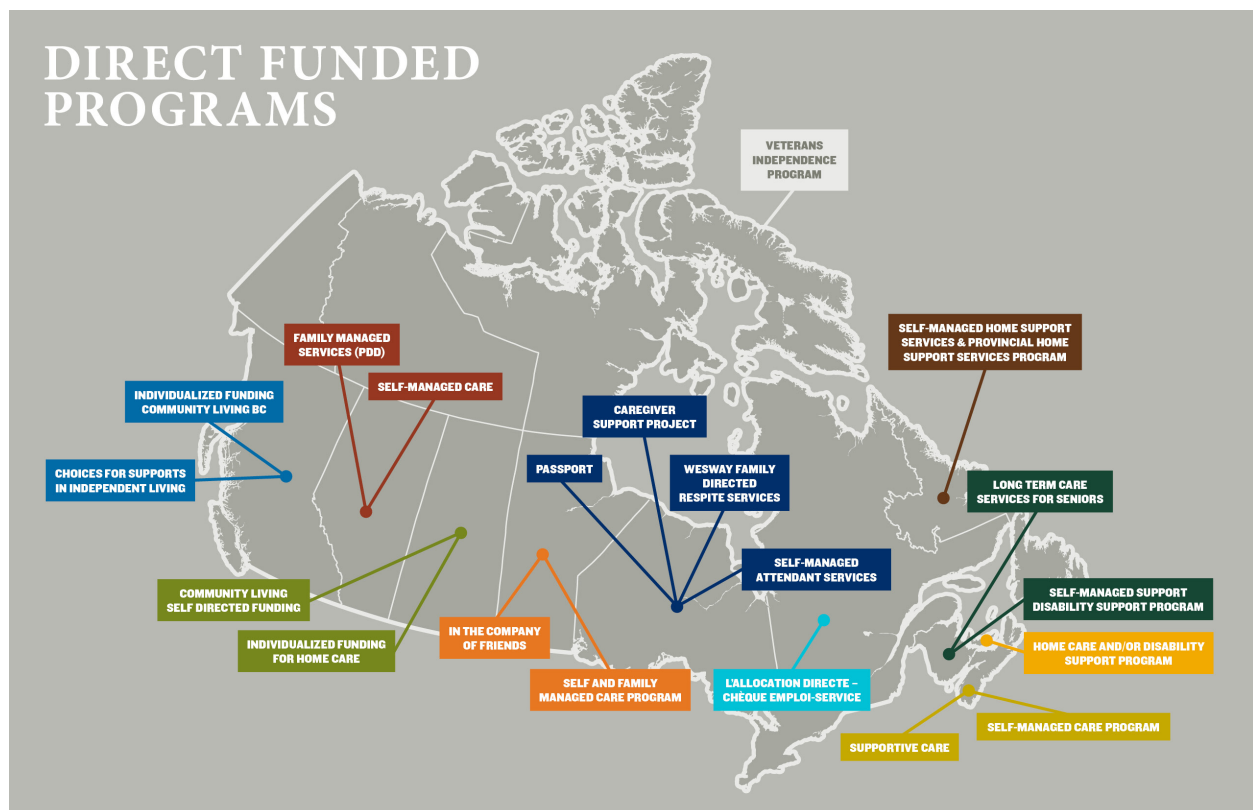 DIRECT FUNDED
PROGRAMS
VETERANS
INDEPENDENCE
PROGRAM
FAMILY MANAGED
SERVICES (PDD)
SELF-MANAGED CARE
INDIVIDUALIZED FUNDING
COMMUNITY LIVING BC
CHOICES FOR SUPPORTS
IN INDEPENDENT LIVING
COMMUNITY LIVING
SELF DIRECTED FUNDING
INDIVIDUALIZED FUNDING
FOR HOME CARE
IN THE COMPANY
OF FRIENDS
SELF AND FAMILY
MANAGED CARE PROGRAM
PASSPORT
CAREGIVER
SUPPORT PROJECT
WESWAY FAMILY
DIRECTED
RESPITE SERVICES
SELF-MANAGED
ATTENDANT SERVICES
L'ALLOCATION DIRECTE –
CHÈQUE EMPLOI-SERVICE
SELF-MANAGED HOME SUPPORT
SERVICES & PROVINCIAL HOME
SUPPORT SERVICES PROGRAM
LONG TERM CARE
SERVICES FOR SENIORS
SELF-MANAGED SUPPORT
DISABILITY SUPPORT PROGRAM
HOME CARE AND/OR DISABILITY
SUPPORT PROGRAM
SELF-MANAGED CARE PROGRAM
SUPPORTIVE CARE